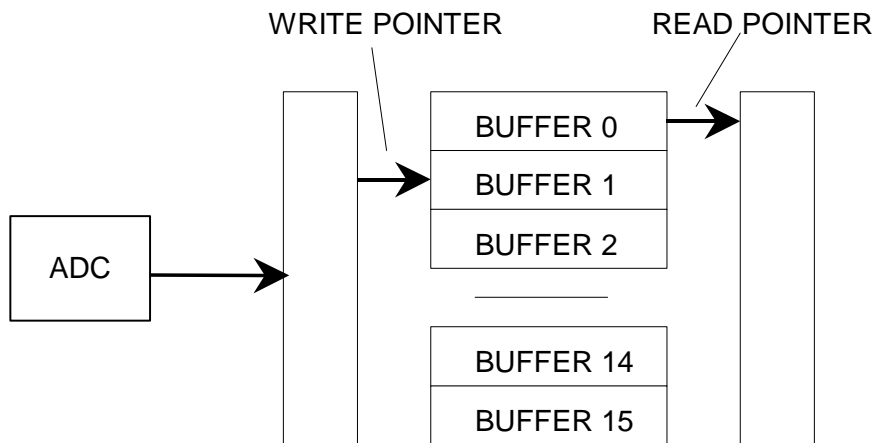 WRITE POINTER
READ POINTER
BUFFER 0
BUFFER 1
BUFFER 2
ADC
BUFFER 14
BUFFER 15